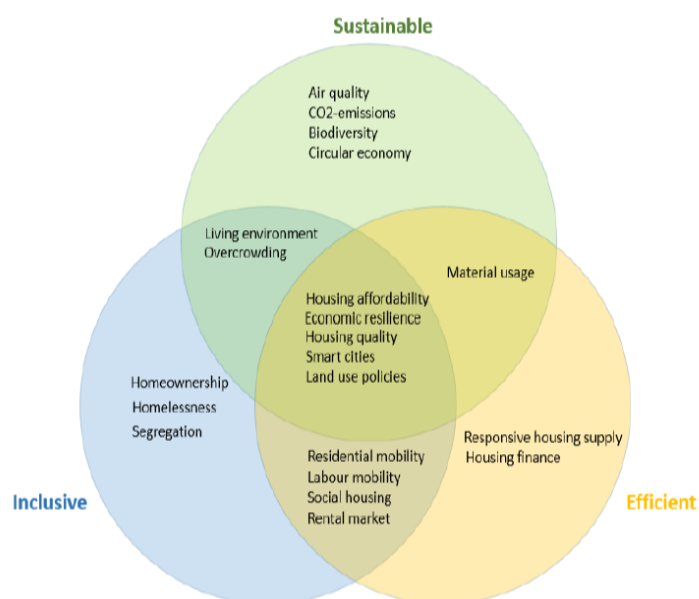 Sustainable
Air quality
CO2-emissions
Biodiversity
Circular economy
Living environment
Overcrowding
Material usage
Housing affordability
Economic resilience
Housing quality
Smart cities
Land use policies
Homeownership
Homelessness
Segregation
Responsive housing supply
Housing finance
Residential mobility
Labour mobility
Social housing
Rental market
Inclusive
Efficient